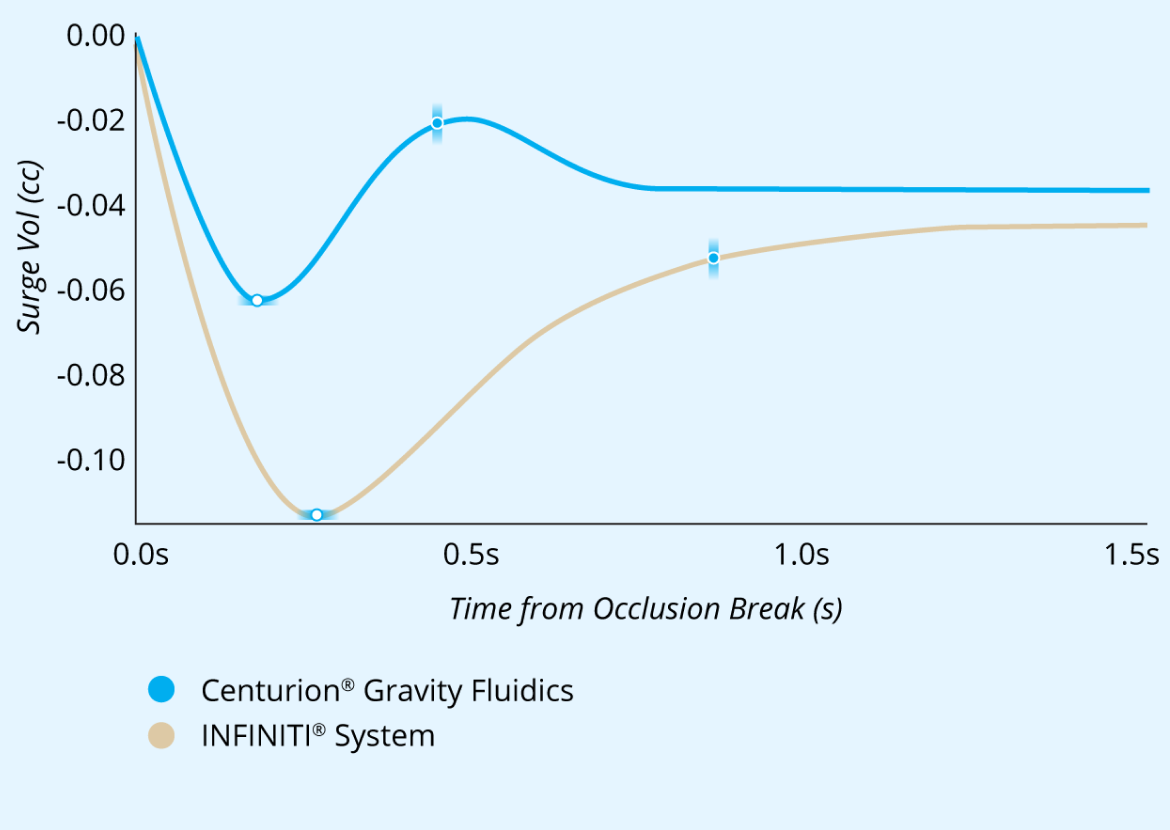 0.00
-0.02
-0.04
-0.06
-0.08
-0.10
Surge Vol (cc)
0.0s 0.5s 1.0s 1.5s
Time from Occlusion Break (s)
Centurion® Gravity Fluidics
INFINITI® System